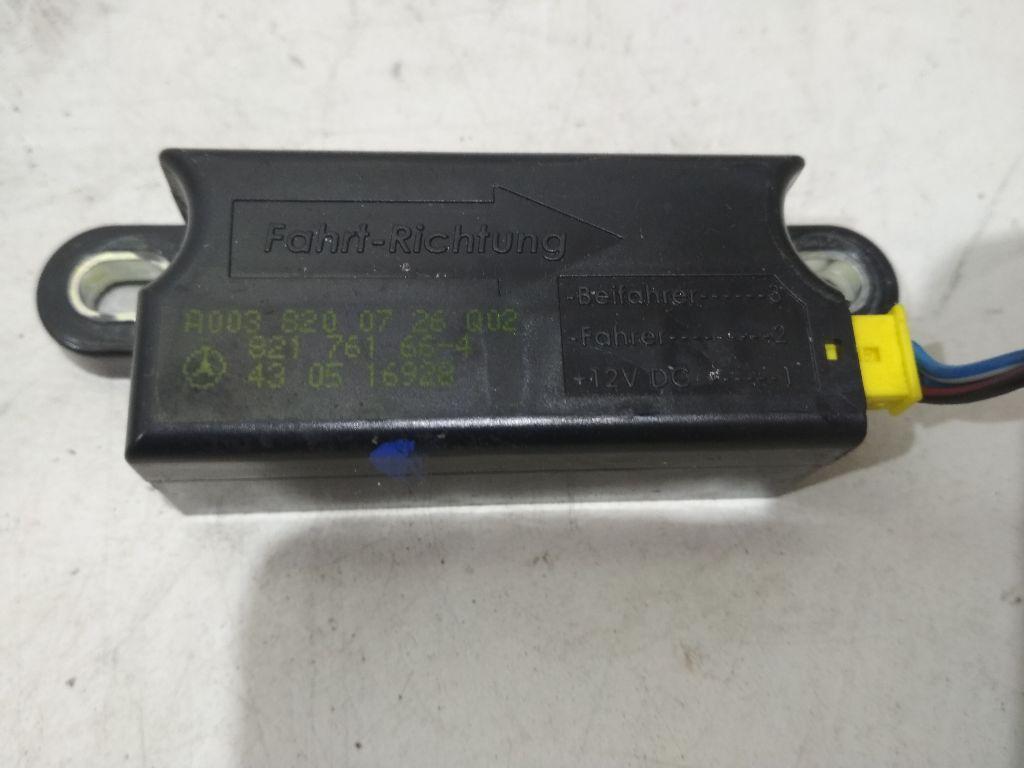 Fahrt-Richtung
-Beifahrer------3
-Fahrer---------2
+12V DC------1
A003 820 07 26 Q02
821 761 66-4
43 05 16928